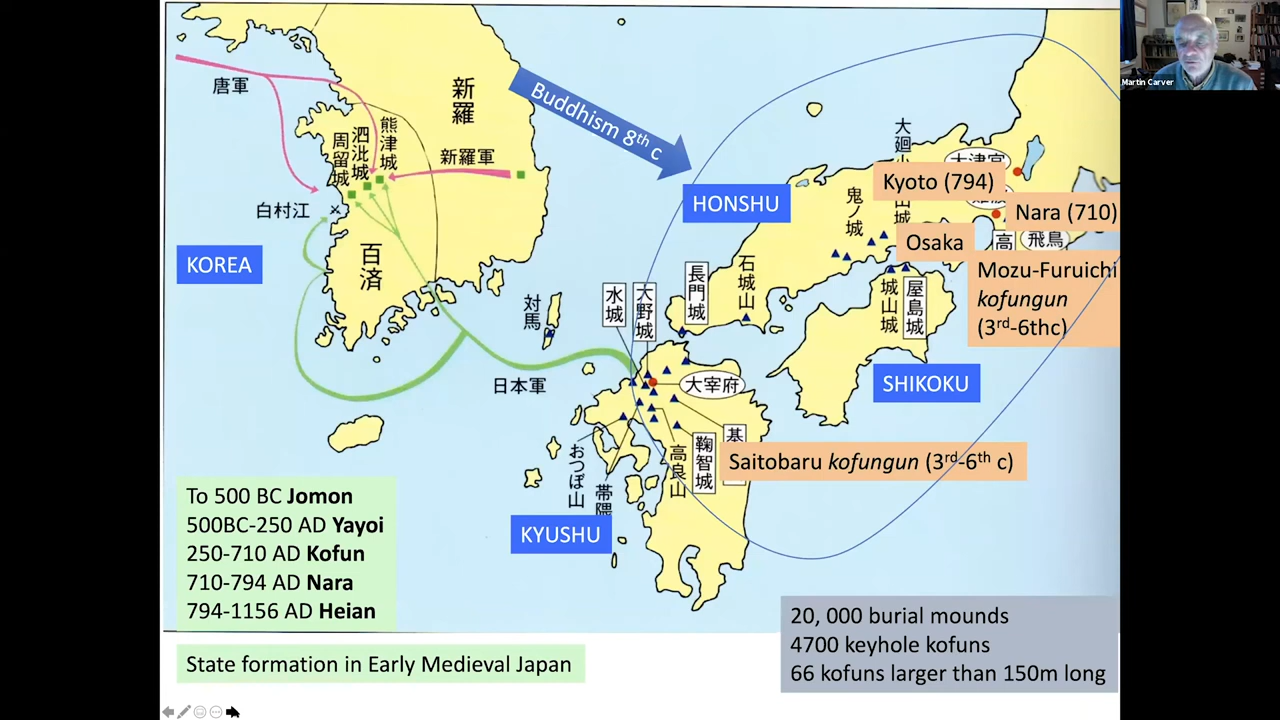 唐軍
新羅
Buddhism 8th c
Martin Carver
熊津城
泗沘城
周留城
新羅軍
白村江
百済
KOREA
HONSHU
大廻小
山城
鬼ノ城
大津宮
Kyoto (794)
Nara (710)
Osaka
高
飛鳥
Mozu-Furuichi
kofungun
(3rd-6thc)
対馬
水城
大野城
長門城
石城山
城山城
屋島城
日本軍
大宰府
SHIKOKU
おつぼ山
帯隈
高良山
鞠智城
基
Saitobaru kofungun (3rd-6th c)
KYUSHU
To 500 BC Jomon
500BC-250 AD Yayoi
250-710 AD Kofun
710-794 AD Nara
794-1156 AD Heian
20, 000 burial mounds
4700 keyhole kofuns
66 kofuns larger than 150m long
State formation in Early Medieval Japan